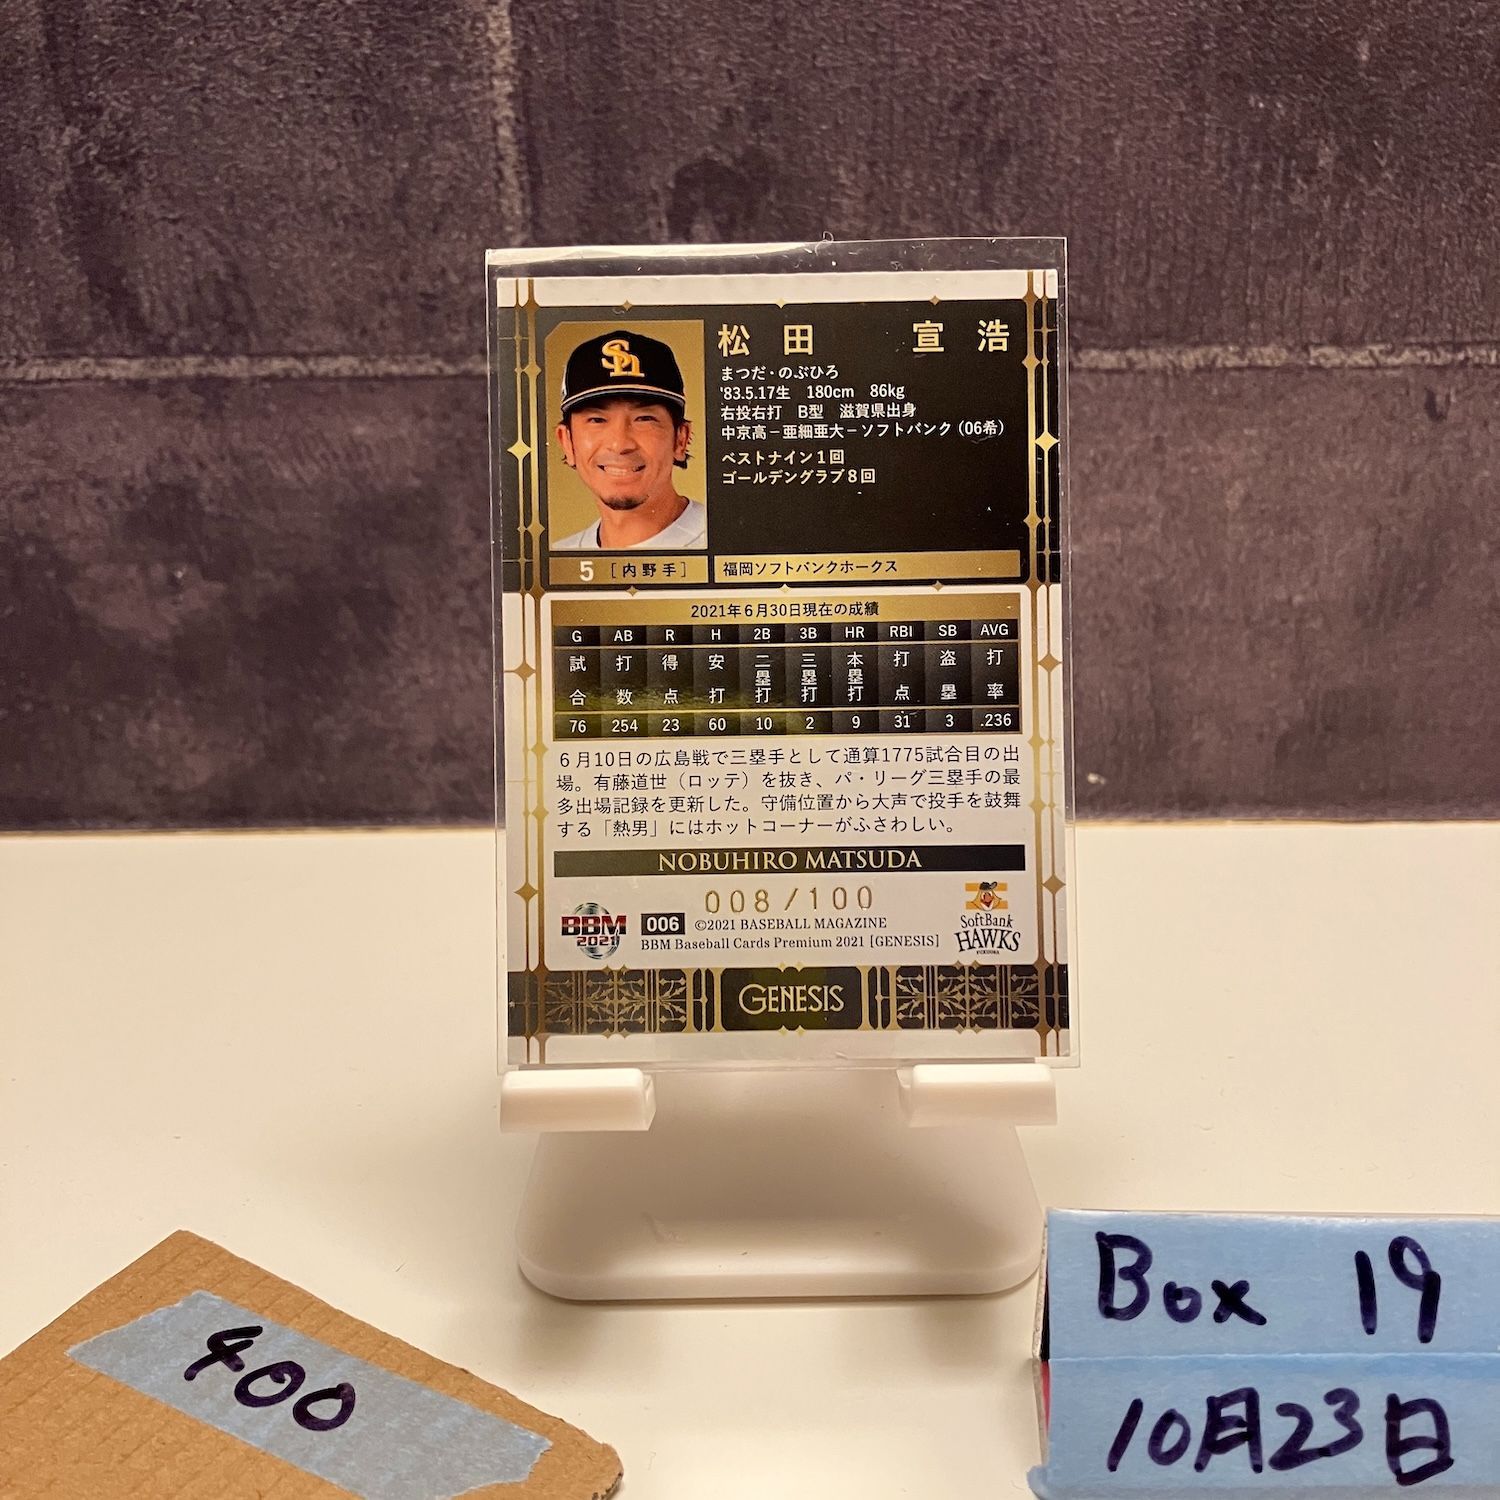 Sh
松田 宣浩
まつだ・のぶひろ
'83.5.17生 180cm 86kg
右投右打 B型 滋賀県出身
中京高－亜細亜大－ソフトバンク(06希)
ベストナイン1回
ゴールデングラブ8回
5 [内野手] 福岡ソフトバンクホークス
2021年6月30日現在の成績
G AB R H 2B 3B HR RBI SB AVG
試合 打数 得点 安打 二塁打 三塁打 本塁打 打点 盗塁 打率
76 254 23 60 10 2 9 31 3 .236
6月10日の広島戦で三塁手として通算1775試合目の出
場。有藤道世（ロッテ）を抜き、パ・リーグ三塁手の最
多出場記録を更新した。守備位置から大声で投手を鼓舞
する「熱男」にはホットコーナーがふさわしい。
NOBUHIRO MATSUDA
008/100
BBM 2021
006 ©2021 BASEBALL MAGAZINE
BBM Baseball Cards Premium 2021 [GENESIS]
SoftBank
HAWKS
FUKUOKA
GENESIS
400
Box 19
10月23日